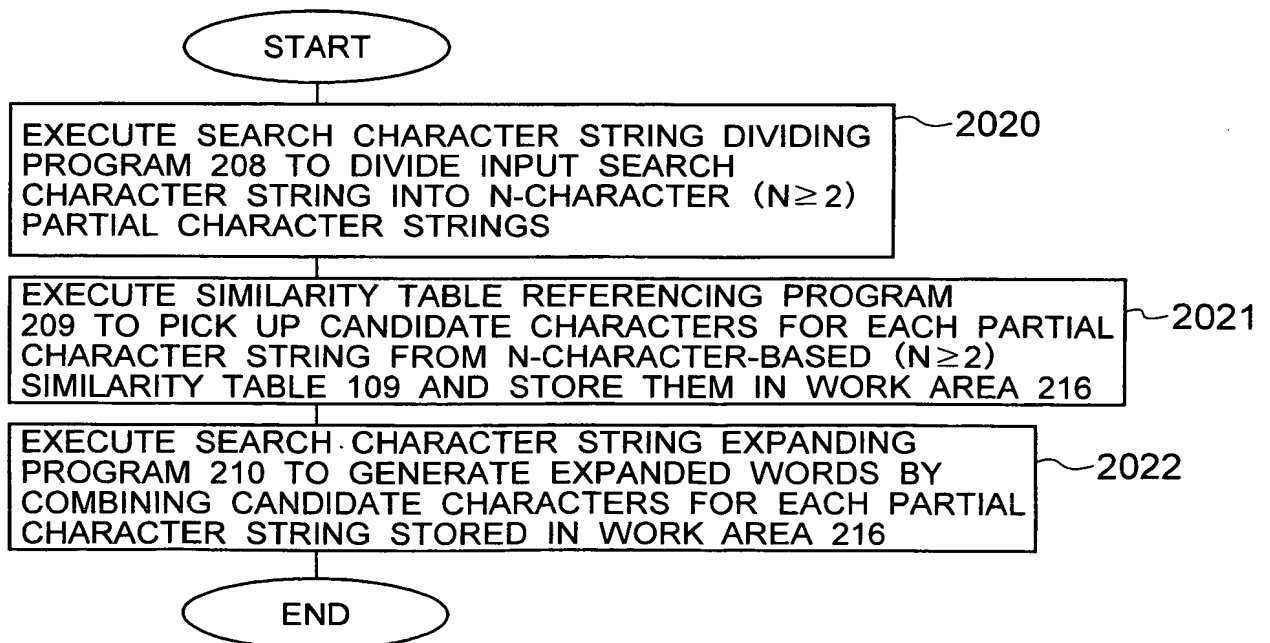 START
EXECUTE SEARCH CHARACTER STRING DIVIDING
PROGRAM 208 TO DIVIDE INPUT SEARCH
CHARACTER STRING INTO N-CHARACTER (N≥2)
PARTIAL CHARACTER STRINGS
2020
EXECUTE SIMILARITY TABLE REFERENCING PROGRAM
209 TO PICK UP CANDIDATE CHARACTERS FOR EACH PARTIAL
CHARACTER STRING FROM N-CHARACTER-BASED (N≥2)
SIMILARITY TABLE 109 AND STORE THEM IN WORK AREA 216
2021
EXECUTE SEARCH CHARACTER STRING EXPANDING
PROGRAM 210 TO GENERATE EXPANDED WORDS BY
COMBINING CANDIDATE CHARACTERS FOR EACH PARTIAL
CHARACTER STRING STORED IN WORK AREA 216
2022
END